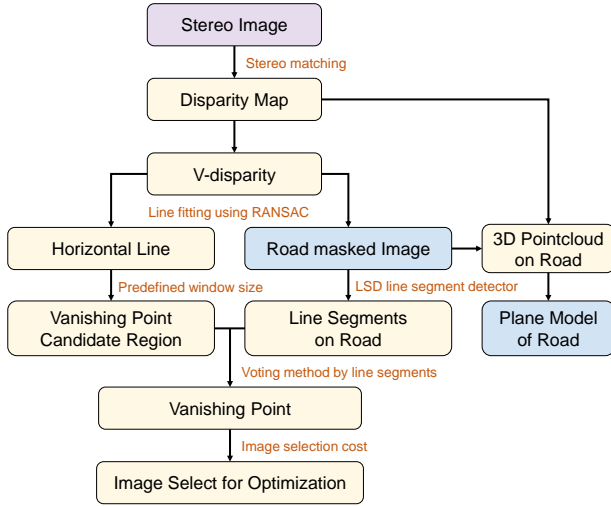 Stereo Image
Stereo matching
Disparity Map
V-disparity
Line fitting using RANSAC
Horizontal Line
Road masked Image
3D Pointcloud
on Road
Predefined window size
LSD line segment detector
Vanishing Point
Candidate Region
Line Segments
on Road
Plane Model
of Road
Voting method by line segments
Vanishing Point
Image selection cost
Image Select for Optimization